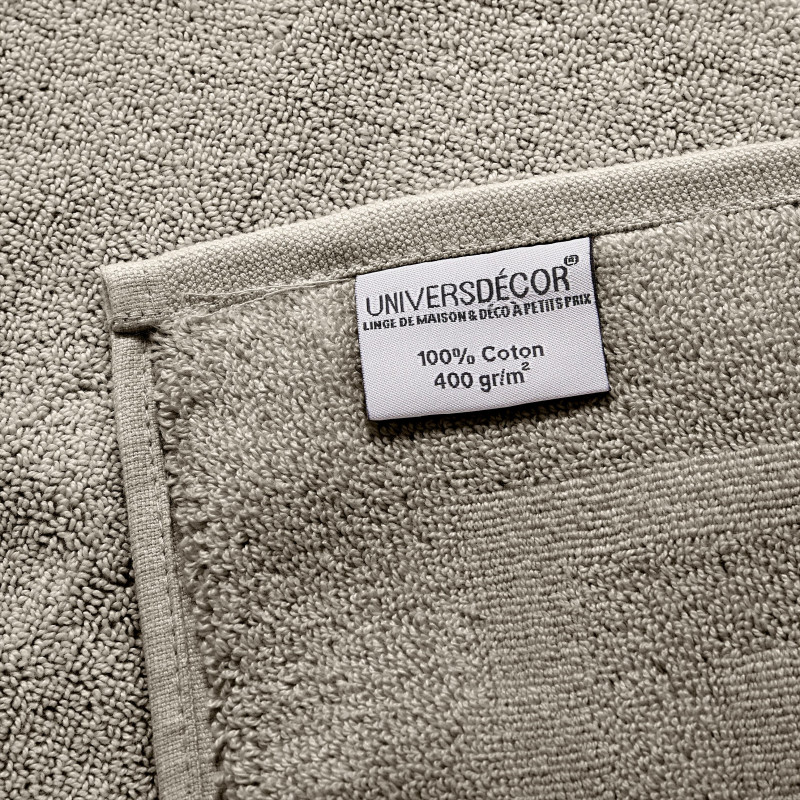 UNIVERSDÉCOR®
LINGE DE MAISON & DÉCO À PETITS PRIX
100% Coton
400 gr/m²